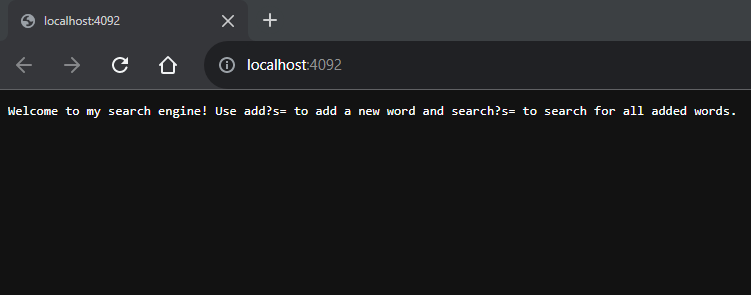 localhost:4092
localhost:4092
Welcome to my search engine! Use add?s= to add a new word and search?s= to search for all added words.